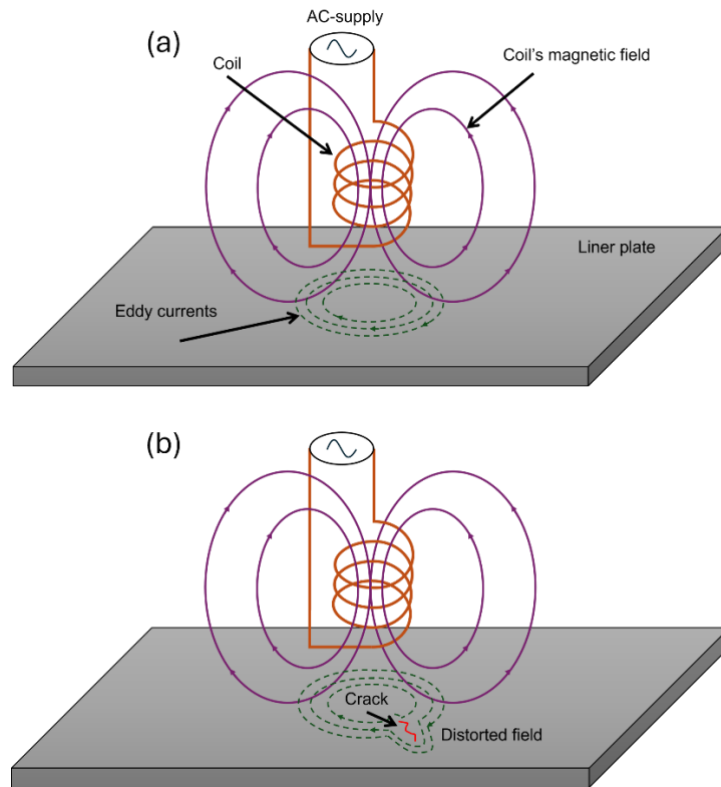 AC-supply
(a)
Coil
Coil's magnetic field
Liner plate
Eddy currents
(b)
Crack
Distorted field